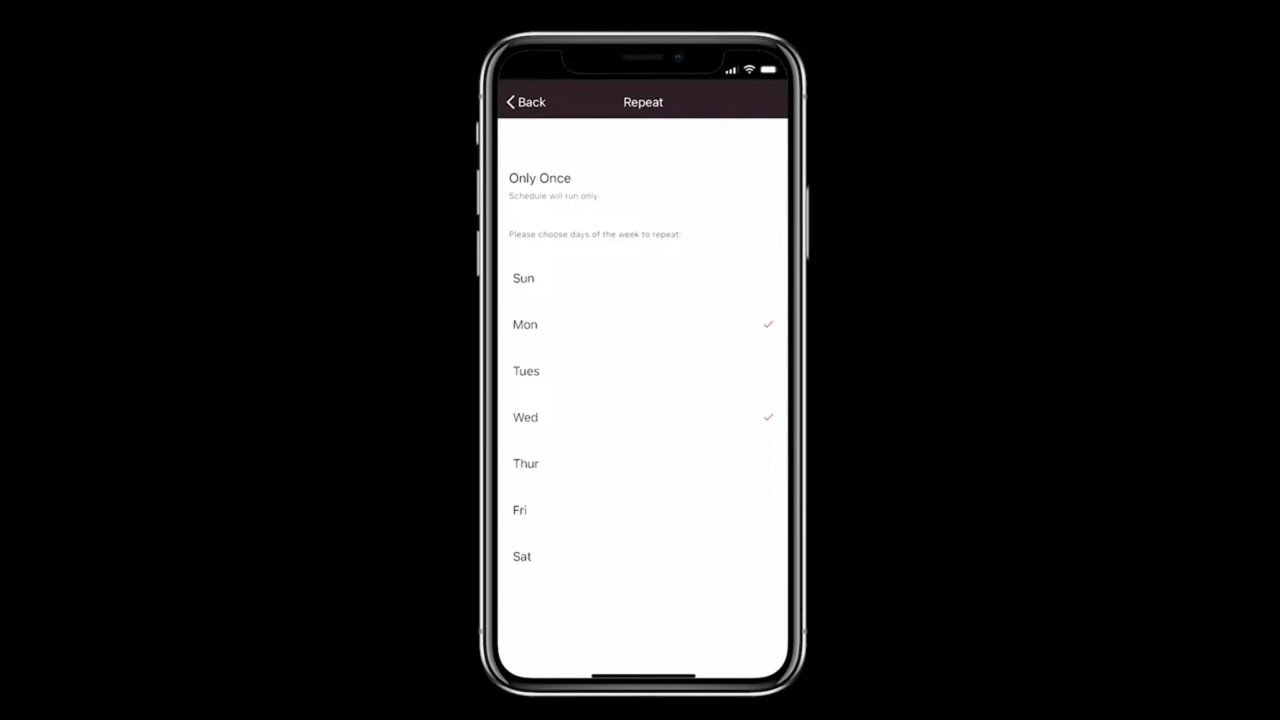 Back
Repeat
Only Once
Schedule will run only
Please choose days of the week to repeat:
Sun
Mon
Tues
Wed
Thur
Fri
Sat